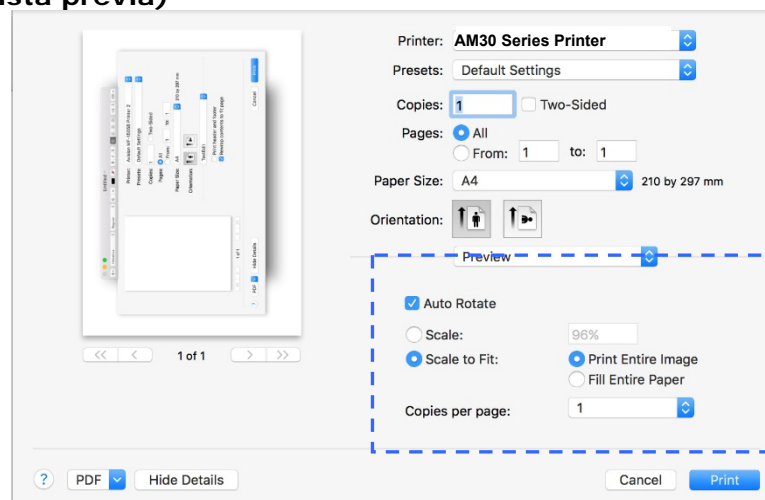 ista previa)
Printer: AM30 Series Printer
Presets: Default Settings
Copies: 1 Two-Sided
Pages: All
From: 1 to: 1
Paper Size: A4 210 by 297 mm
Orientation:
Preview
Auto Rotate
Scale: 96%
Scale to Fit: Print Entire Image
Fill Entire Paper
Copies per page: 1
1 of 1
? PDF Hide Details Cancel Print